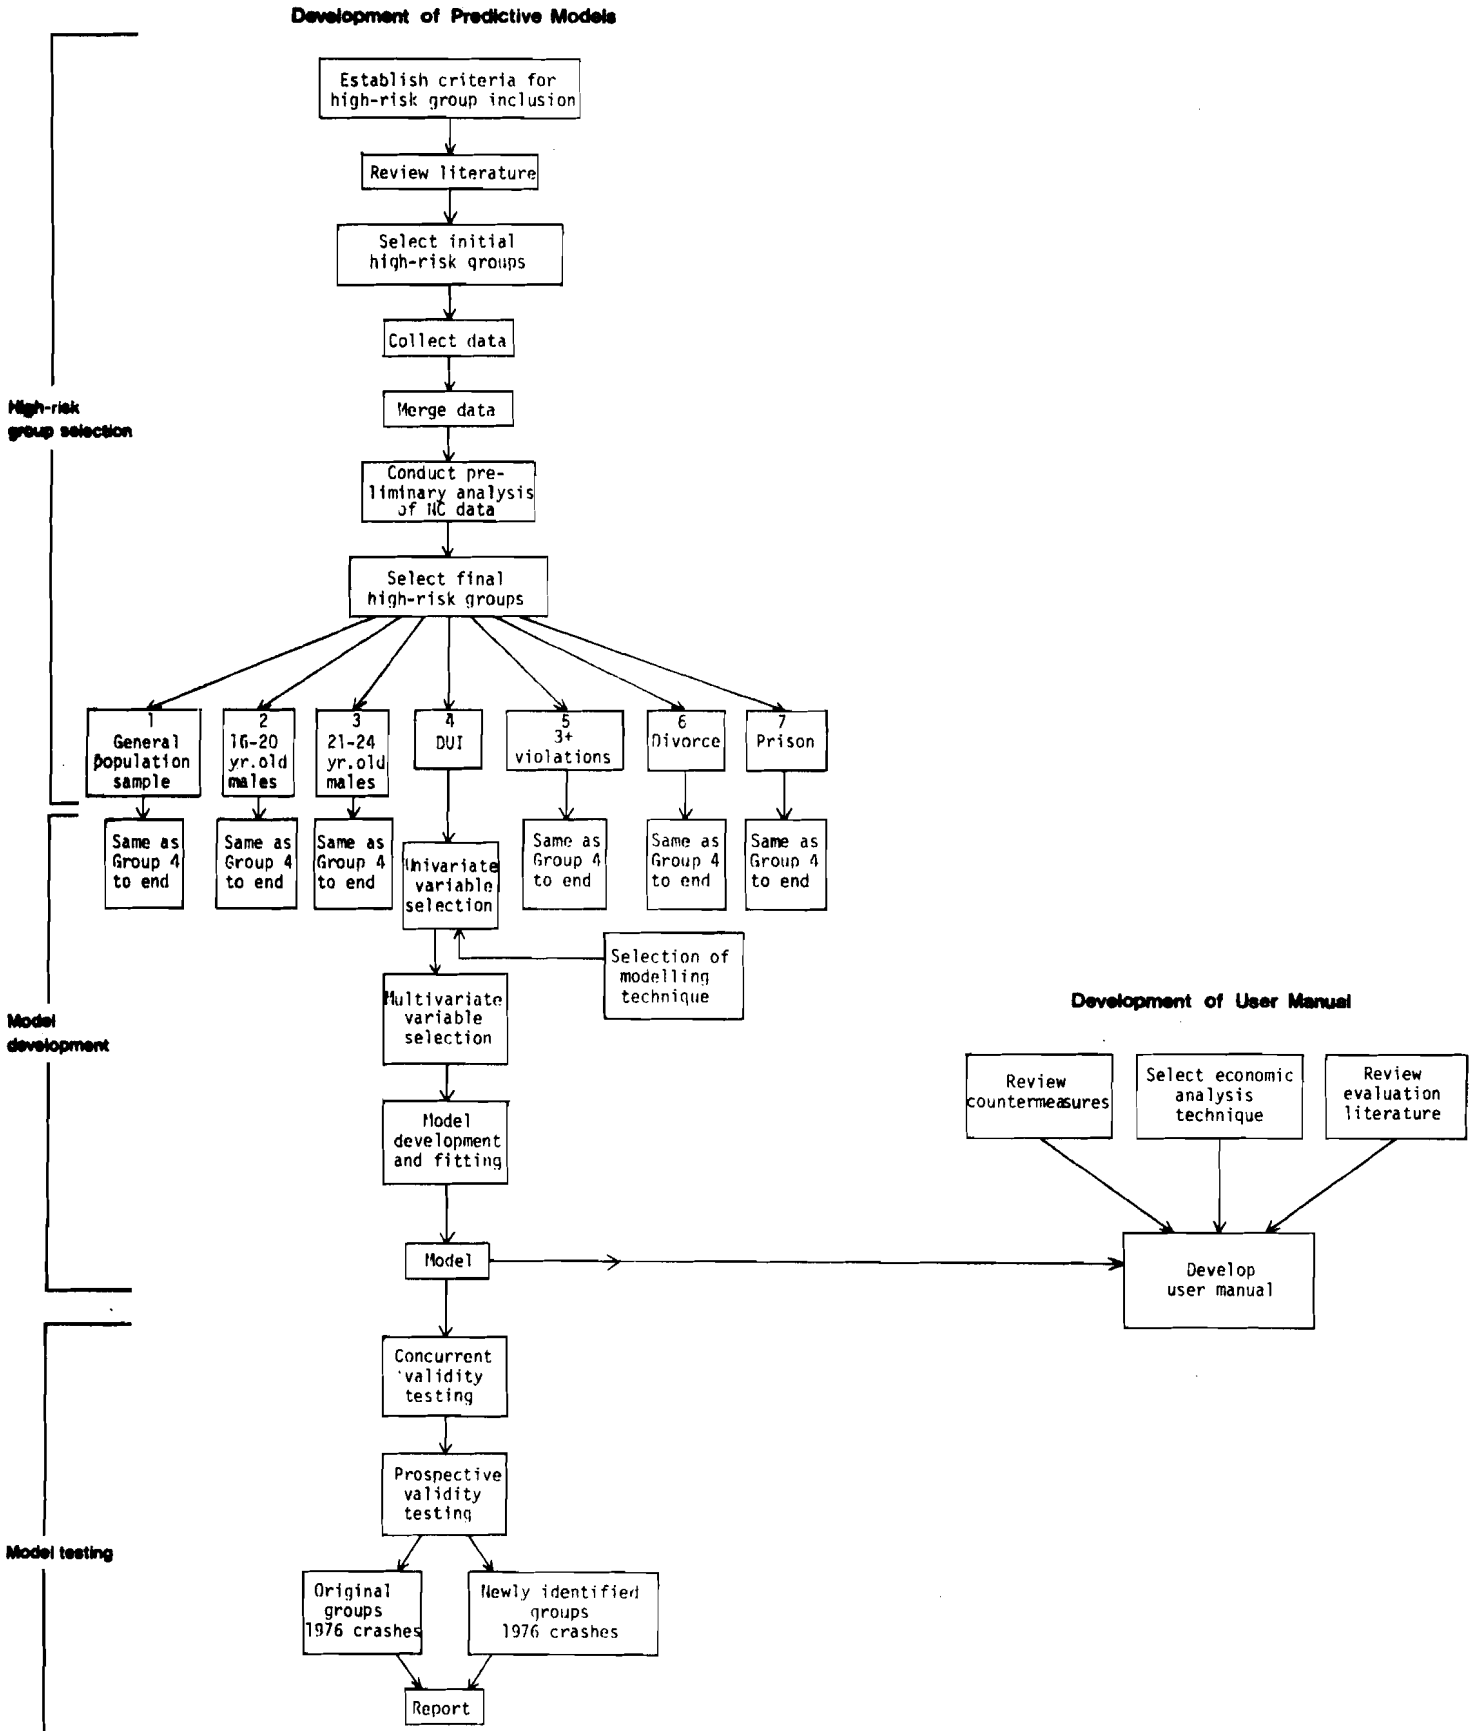 Development of Predictive Models
Establish criteria for
high-risk group inclusion
Review literature
Select initial
high-risk groups
Collect data
Merge data
High-risk
group selection
Conduct pre-
liminary analysis
of NC data
Select final
high-risk groups
1
General
population
sample
2
16-20
yr.old
males
3
21-24
yr.old
males
4
DUI
5
3+
violations
6
Divorce
7
Prison
Same as
Group 4
to end
Same as
Group 4
to end
Same as
Group 4
to end
Univariate
variable
selection
Same as
Group 4
to end
Same as
Group 4
to end
Same as
Group 4
to end
Selection of
modelling
technique
Multivariate
variable
selection
Model
development
Development of User Manual
Review
countermeasures
Select economic
analysis
technique
Review
evaluation
literature
Model
development
and fitting
Model
Develop
user manual
Concurrent
validity
testing
Prospective
validity
testing
Model testing
Original
groups
1976 crashes
Newly identified
groups
1976 crashes
Report